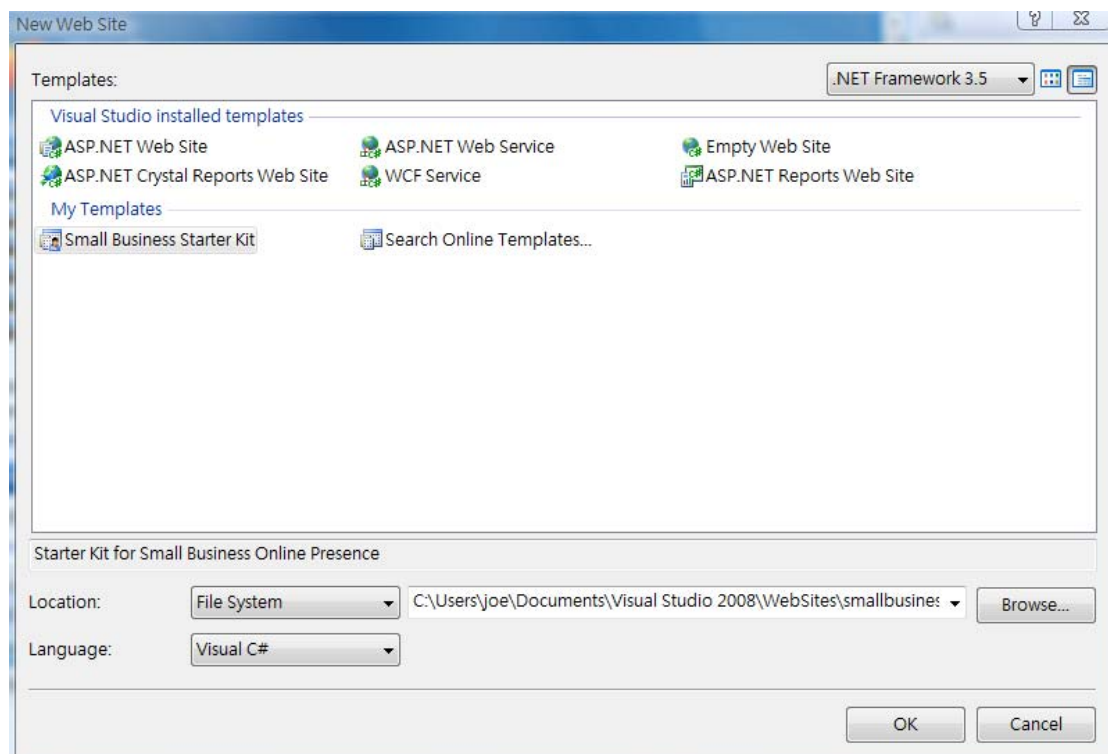 New Web Site
Templates:
.NET Framework 3.5
Visual Studio installed templates
ASP.NET Web Site
ASP.NET Web Service
Empty Web Site
ASP.NET Crystal Reports Web Site
WCF Service
ASP.NET Reports Web Site
My Templates
Small Business Starter Kit
Search Online Templates...
Starter Kit for Small Business Online Presence
Location:
File System
C:\Users\joe\Documents\Visual Studio 2008\WebSites\smallbusines
Browse...
Language:
Visual C#
OK
Cancel